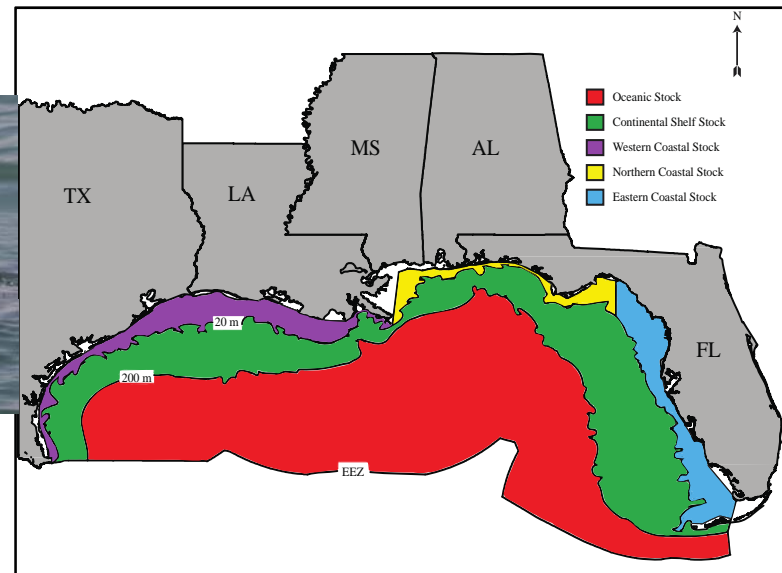 N
Oceanic Stock
Continental Shelf Stock
Western Coastal Stock
Northern Coastal Stock
Eastern Coastal Stock
MS
AL
TX
LA
20 m
FL
200 m
EEZ